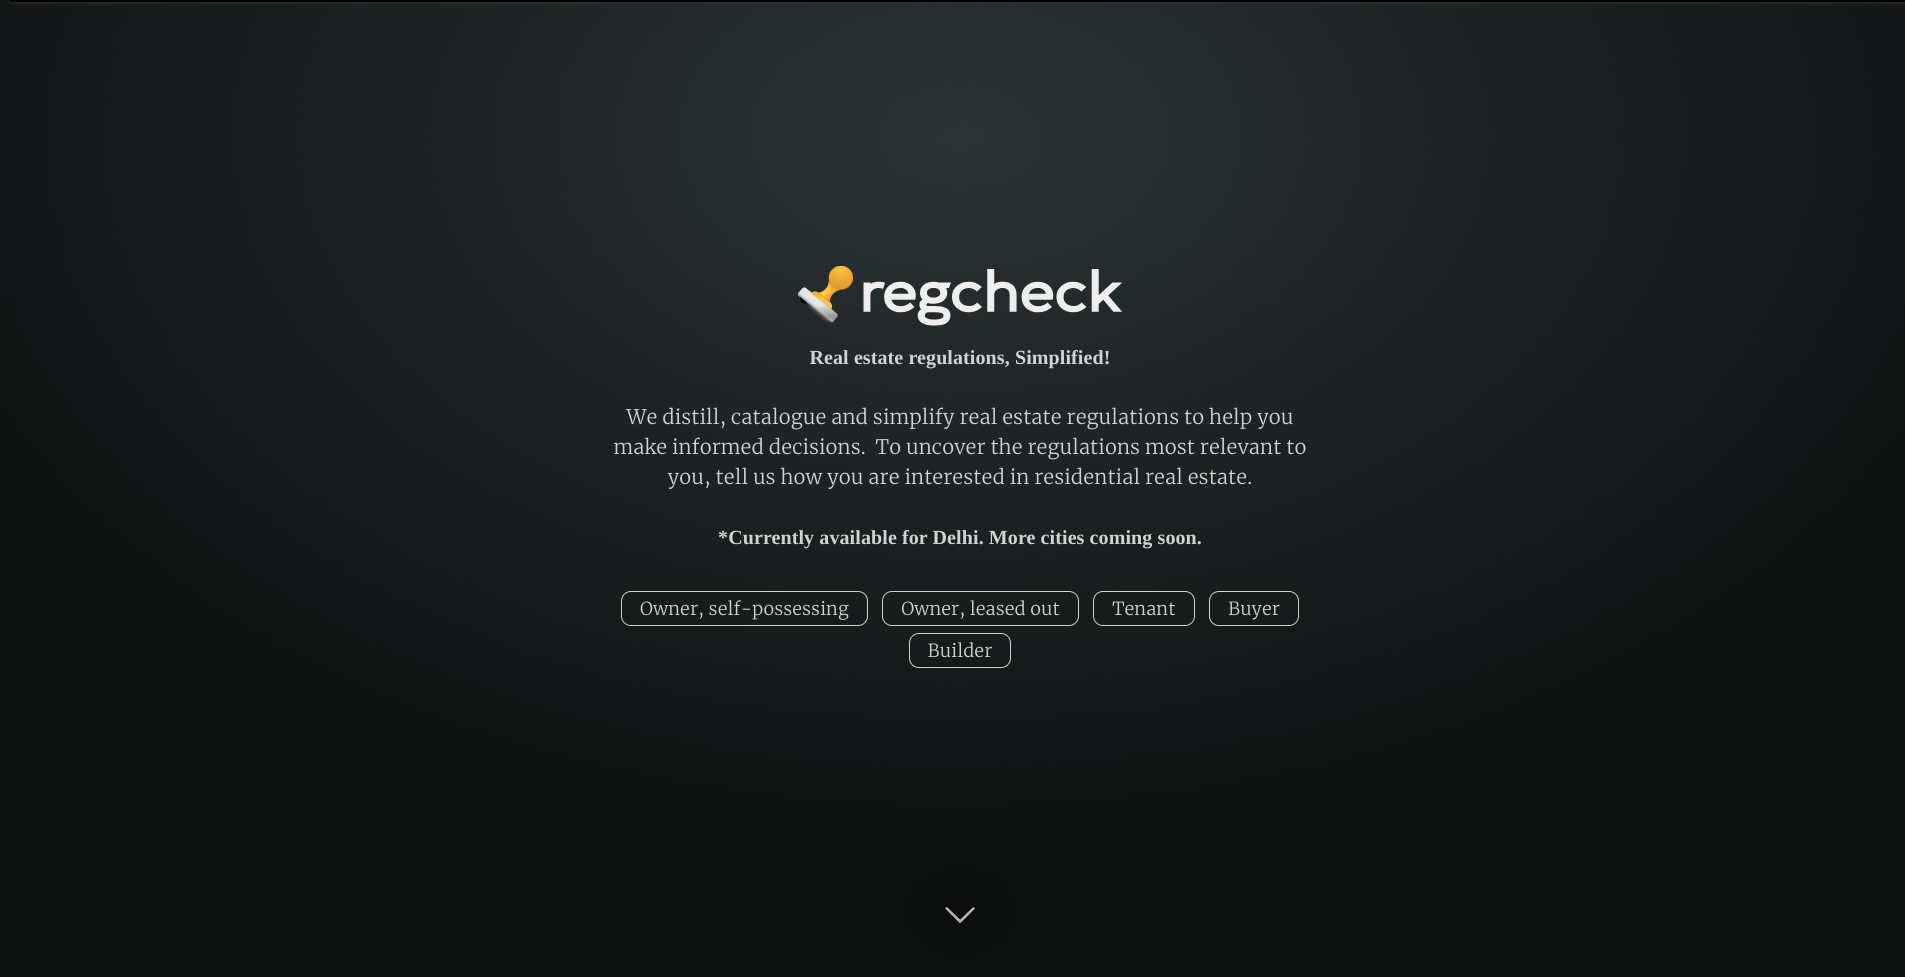 regcheck
Real estate regulations, Simplified!
We distill, catalogue and simplify real estate regulations to help you
make informed decisions.  To uncover the regulations most relevant to
you, tell us how you are interested in residential real estate.
*Currently available for Delhi. More cities coming soon.
Owner, self-possessing Owner, leased out Tenant Buyer
Builder